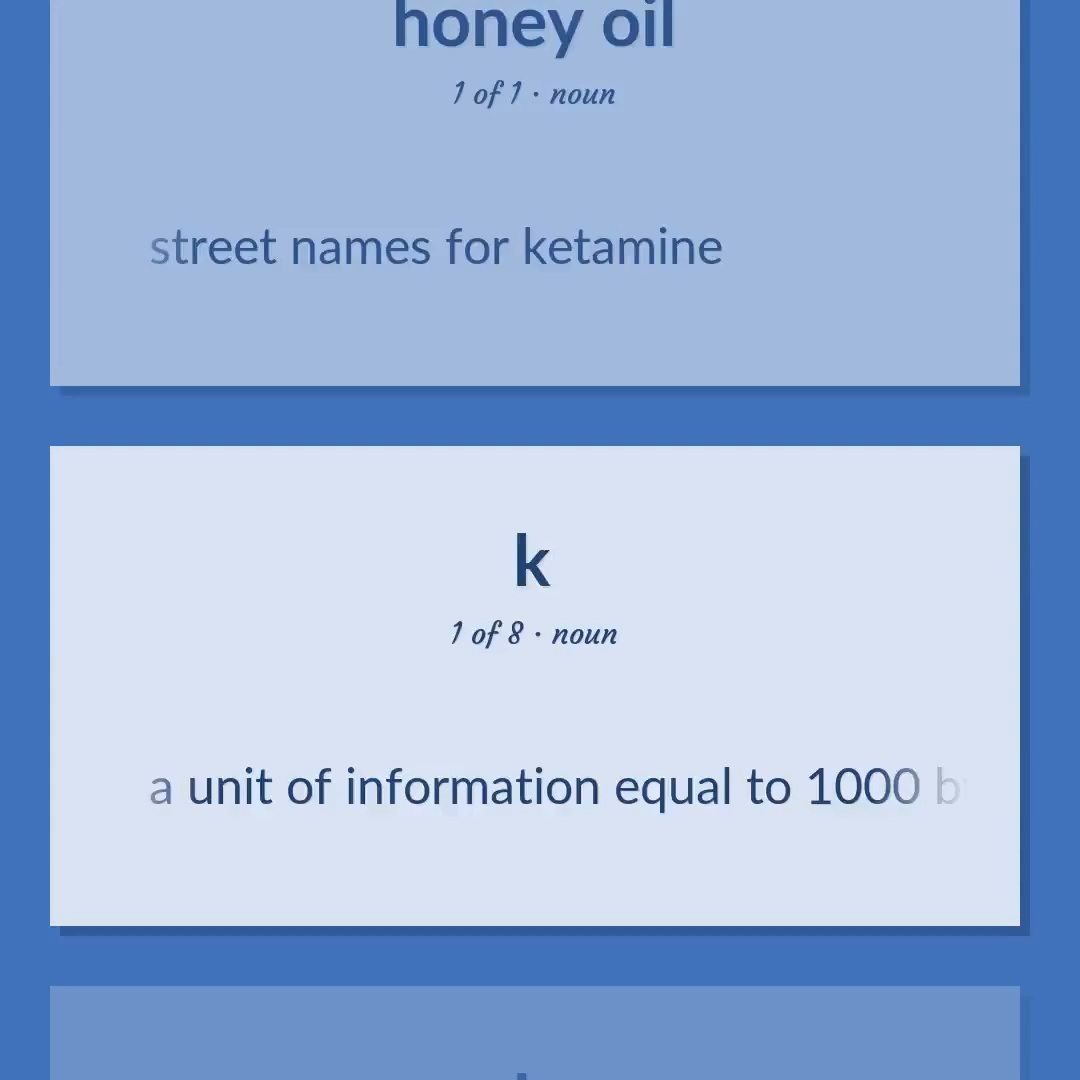 honey oil
1 of 1 · noun
street names for ketamine
k
1 of 8 · noun
a unit of information equal to 1000